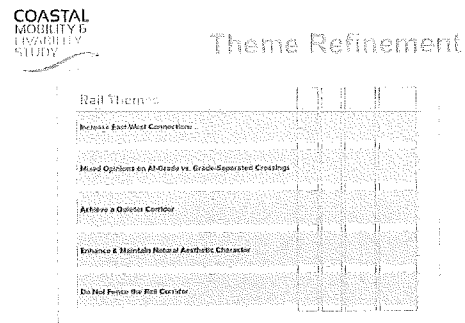 COASTAL
MOBILITY &
LIVABILITY
STUDY
Theme Refinement
Rail Themes
Increase East-West Connections
Mixed Opinions on At-Grade vs. Grade-Separated Crossings
Achieve a Quieter Corridor
Enhance & Maintain Natural Aesthetic Character
Do Not Fence the Rail Corridor